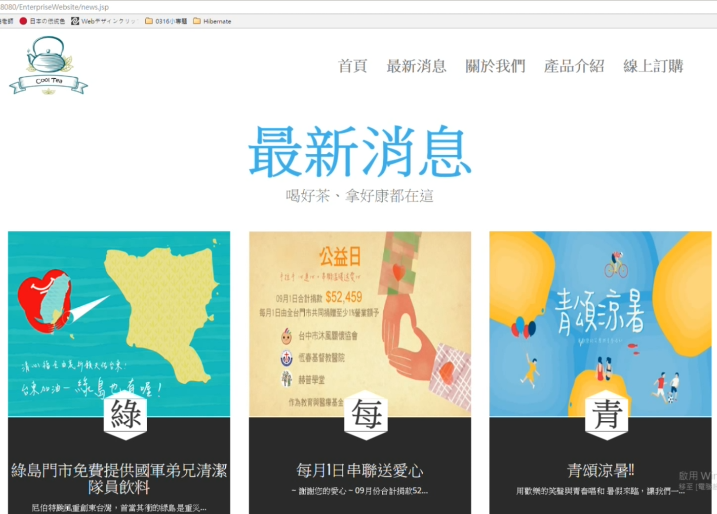 8080/EnterpriseWebsite/news.jsp
老師 日本の伝統色 Webデザインクリッ 0316小專題 Hibernate
Cool Tea
首頁 最新消息 關於我們 產品介紹 線上訂購
最新消息
喝好茶、拿好康都在這
台東加油~綠島也有喔!
綠
綠島門市免費提供國軍弟兄清潔
隊員飲料
尼伯特颱風重創東台灣,首當其衝的綠島是重災...
公益日
09月1日合計捐款 $52,459
每月1日由全台門市共同捐贈至少1%營業額予
台中市沐風關懷協會
恆春基督教醫院
靜善學堂
作為教育與醫療基金
每
每月1日串聯送愛心
~ 謝謝您的愛心 ~ 09月份合計捐款52...
青頌涼暑
青
青頌涼暑!!
用歡樂的笑聲與青春唱和 暑假來臨,讓我們一...
啟用 Win
移至 [電腦